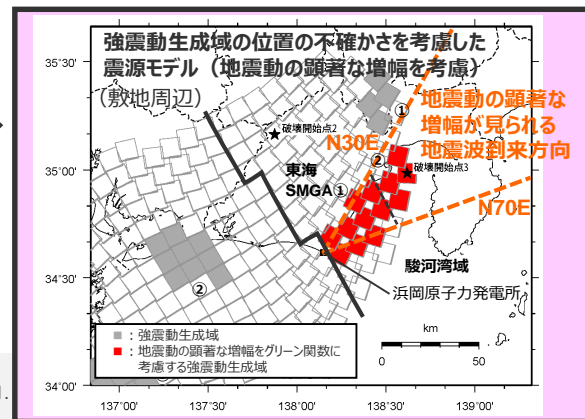 強震動生成域の位置の不確かさを考慮した
震源モデル（地震動の顕著な増幅を考慮）
（敷地周辺）
35°30'
35°00'
34°30'
34°00'
①
地震動の顕著な
増幅が見られる
地震波到来方向
★破壊開始点2
N30E
②
★破壊開始点3
東海
SMGA①
N70E
駿河湾域
浜岡原子力発電所
②
■：強震動生成域
■：地震動の顕著な増幅をグリーン関数に
考慮する強震動生成域
km
0 50
137°00' 137°30' 138°00' 138°30' 139°00'